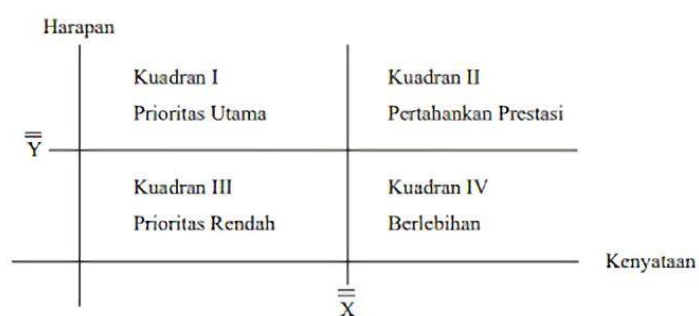 Harapan
Kuadran I
Prioritas Utama
Kuadran II
Pertahankan Prestasi
Y
Kuadran III
Prioritas Rendah
Kuadran IV
Berlebihan
Kenyataan
X